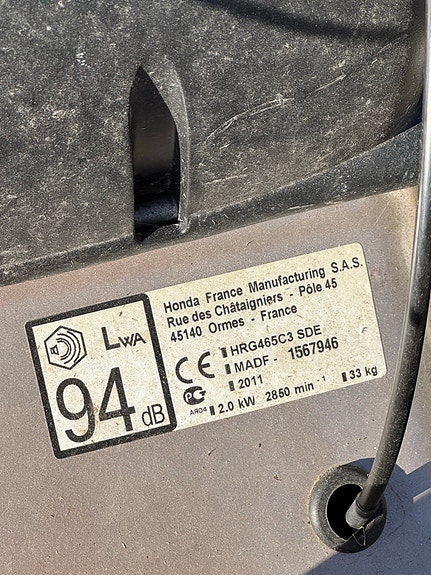 LWA
94 dB
Honda France Manufacturing S.A.S.
Rue des Châtaigniers - Pôle 45
45140 Ormes - France
CE
HRG465C3 SDE
MADF - 1567946
2011
ARD4 2.0 kW 2850 min⁻¹ 33 kg